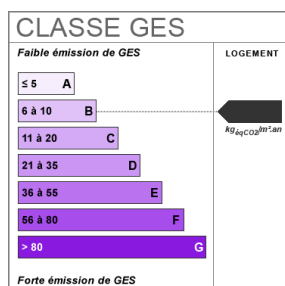 CLASSE GES
Faible émission de GES
LOGEMENT
≤ 5 A
6 à 10 B
11 à 20 C
21 à 35 D
36 à 55 E
56 à 80 F
> 80 G
kgéqCO2/m².an
Forte émission de GES